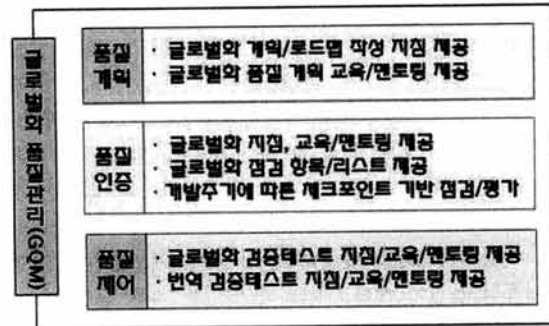 글로벌화 품질관리(GQM)
품질
계획
· 글로벌화 계획/로드맵 작성 지침 제공
· 글로벌화 품질 계획 교육/멘토링 제공
품질
인증
· 글로벌화 지침, 교육/멘토링 제공
· 글로벌화 점검 항목/리스트 제공
· 개발주기에 따른 체크포인트 기반 점검/평가
품질
제어
· 글로벌화 검증테스트 지침/교육/멘토링 제공
· 번역 검증테스트 지침/교육/멘토링 제공